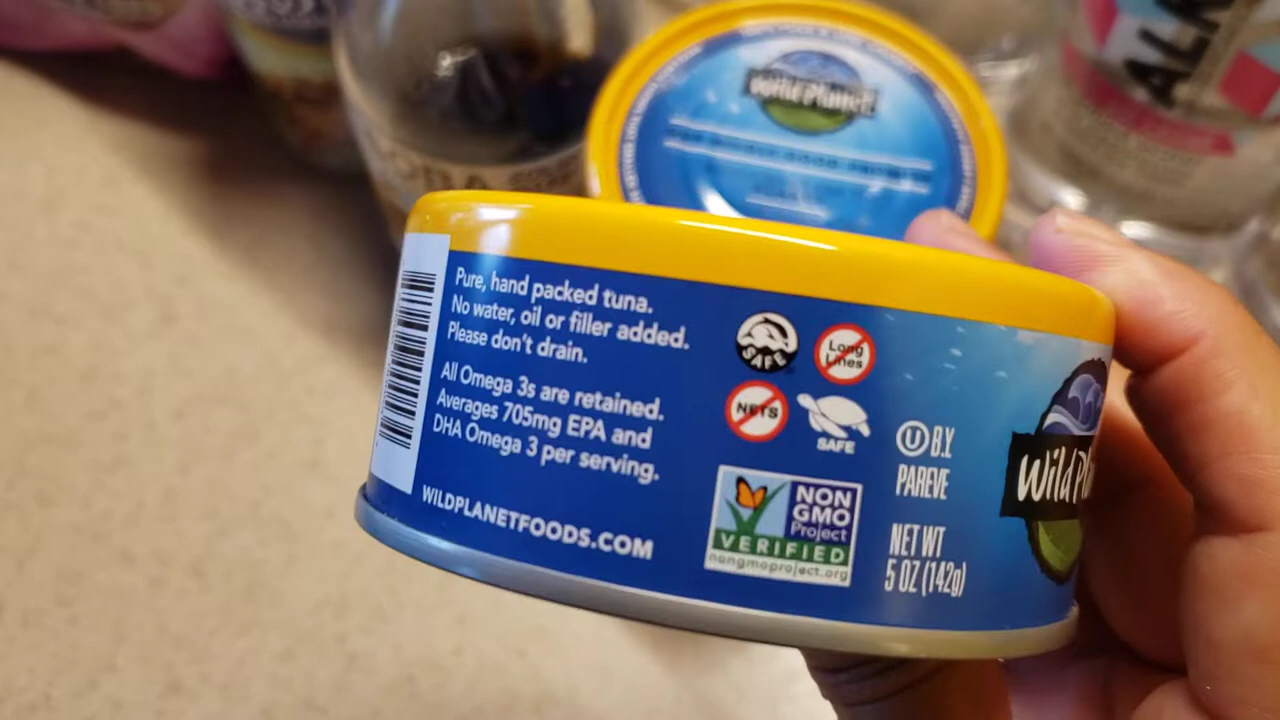 Wild Planet
ALN
Pure, hand packed tuna.
No water, oil or filler added.
Please don't drain.
All Omega 3s are retained.
Averages 705mg EPA and
DHA Omega 3 per serving.
WILDPLANETFOODS.COM
SAFE
Long
Lines
NETS
SAFE
NON
GMO
Project
VERIFIED
nongmoproject.org
U B.Y.
PAREVE
NET WT
5 OZ (142g)
Wild Pl